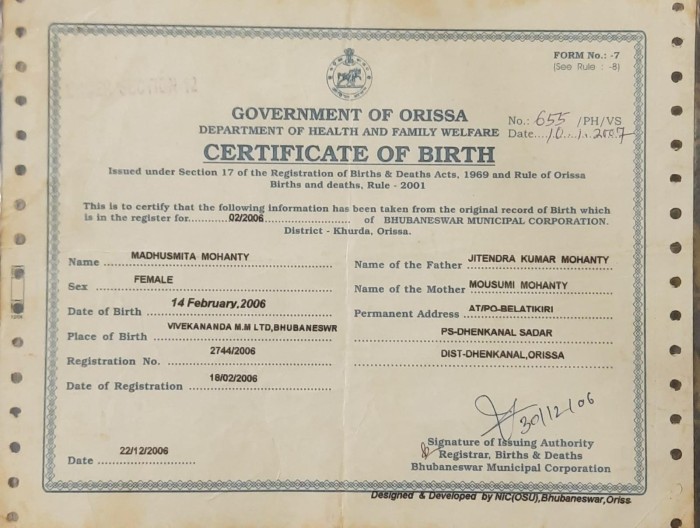 FORM No.: -7
(See Rule : -8)
GOVERNMENT OF ORISSA
DEPARTMENT OF HEALTH AND FAMILY WELFARE
No.: 655 /PH/VS
Date....10...1..2007
CERTIFICATE OF BIRTH
Issued under Section 17 of the Registration of Births & Deaths Acts, 1969 and Rule of Orissa
Births and deaths, Rule - 2001
This is to certify that the following information has been taken from the original record of Birth which
is in the register for..........02/2006.................... of BHUBANESWAR MUNICIPAL CORPORATION.
District - Khurda, Orissa.
Name MADHUSMITA MOHANTY
Sex FEMALE
Date of Birth 14 February,2006
Place of Birth VIVEKANANDA M.M LTD,BHUBANESWR
Registration No. 2744/2006
Date of Registration 18/02/2006
Name of the Father JITENDRA KUMAR MOHANTY
Name of the Mother MOUSUMI MOHANTY
Permanent Address AT/PO-BELATIKIRI
PS-DHENKANAL SADAR
DIST-DHENKANAL,ORISSA
30/12/06
Signature of Issuing Authority
Registrar, Births & Deaths
Bhubaneswar Municipal Corporation
Date 22/12/2006
Designed & Developed by NIC(OSU),Bhubaneswar,Oriss